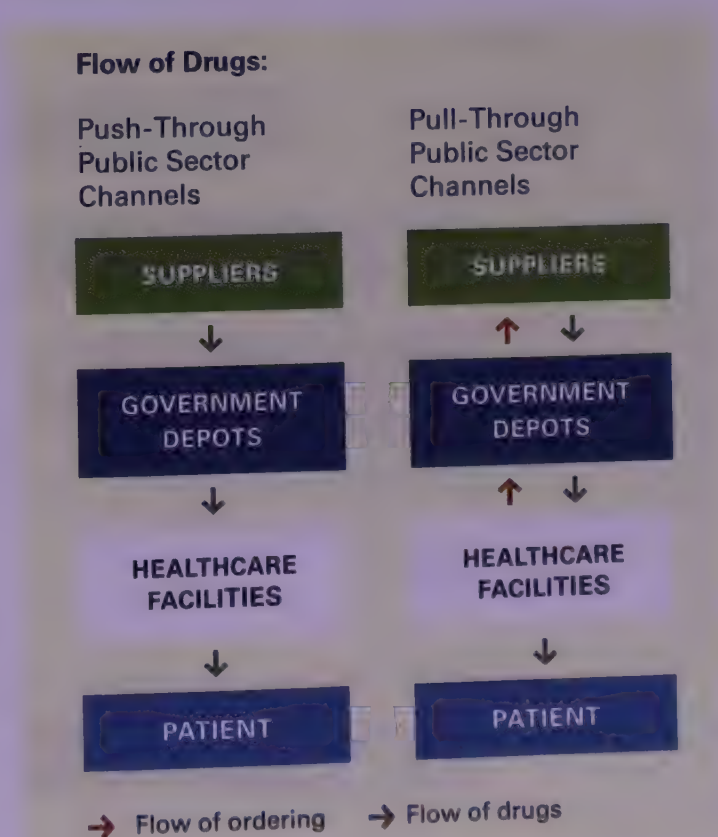 Flow of Drugs:
Push-Through
Public Sector
Channels
SUPPLIERS
GOVERNMENT
DEPOTS
HEALTHCARE
FACILITIES
PATIENT
Pull-Through
Public Sector
Channels
SUPPLIERS
GOVERNMENT
DEPOTS
HEALTHCARE
FACILITIES
PATIENT
→ Flow of ordering → Flow of drugs